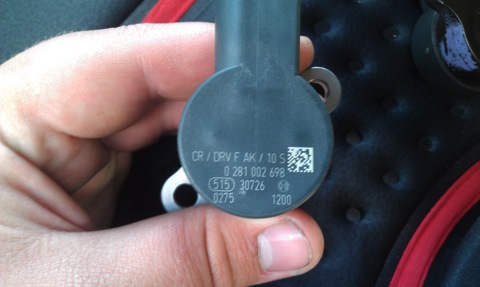 CR / DRV F AK / 10 S
0 281 002 698
515 30726
0275 1200